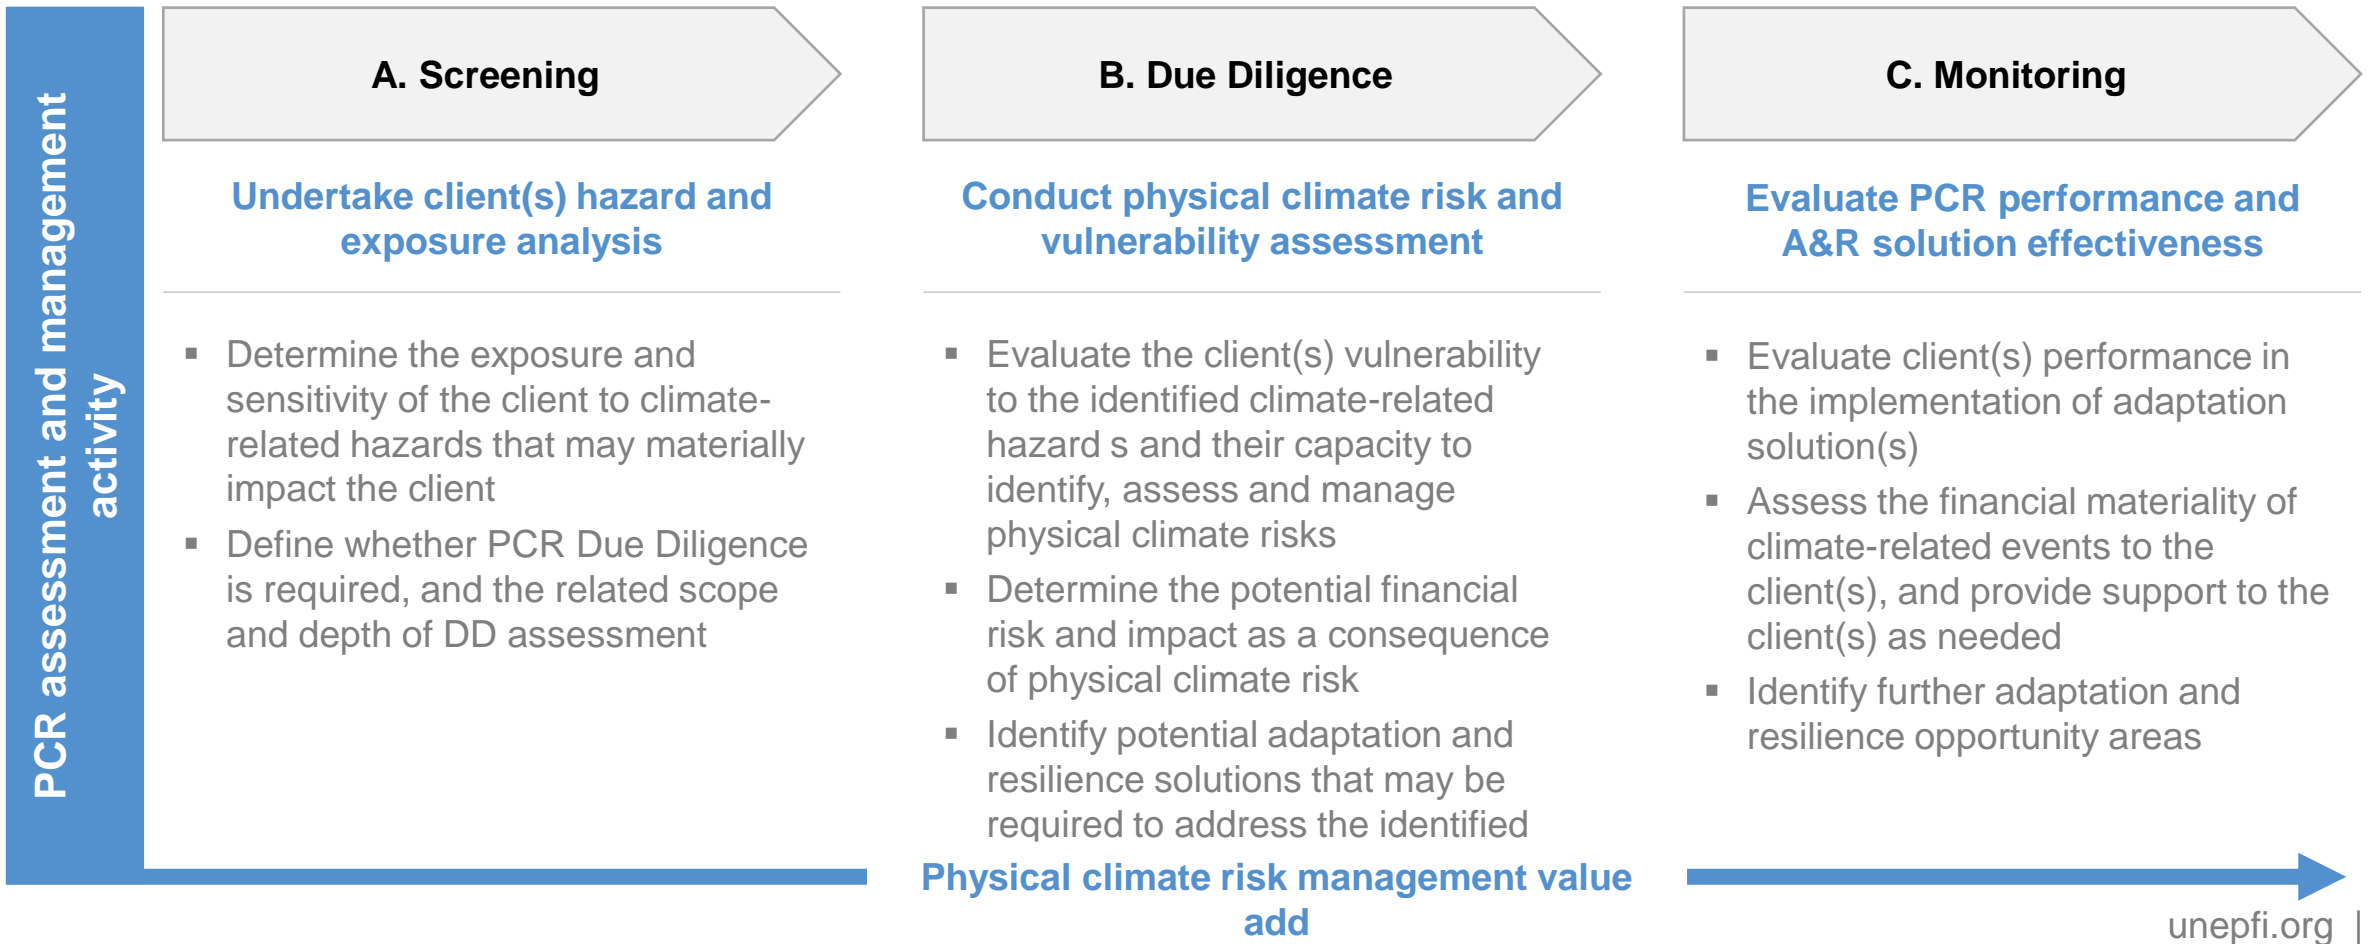 PCR assessment and management
activity
A. Screening
Undertake client(s) hazard and
exposure analysis
▪ Determine the exposure and
sensitivity of the client to climate-
related hazards that may materially
impact the client
▪ Define whether PCR Due Diligence
is required, and the related scope
and depth of DD assessment
B. Due Diligence
Conduct physical climate risk and
vulnerability assessment
▪ Evaluate the client(s) vulnerability
to the identified climate-related
hazard s and their capacity to
identify, assess and manage
physical climate risks
▪ Determine the potential financial
risk and impact as a consequence
of physical climate risk
▪ Identify potential adaptation and
resilience solutions that may be
required to address the identified
C. Monitoring
Evaluate PCR performance and
A&R solution effectiveness
▪ Evaluate client(s) performance in
the implementation of adaptation
solution(s)
▪ Assess the financial materiality of
climate-related events to the
client(s), and provide support to the
client(s) as needed
▪ Identify further adaptation and
resilience opportunity areas
Physical climate risk management value
add
unepfi.org |